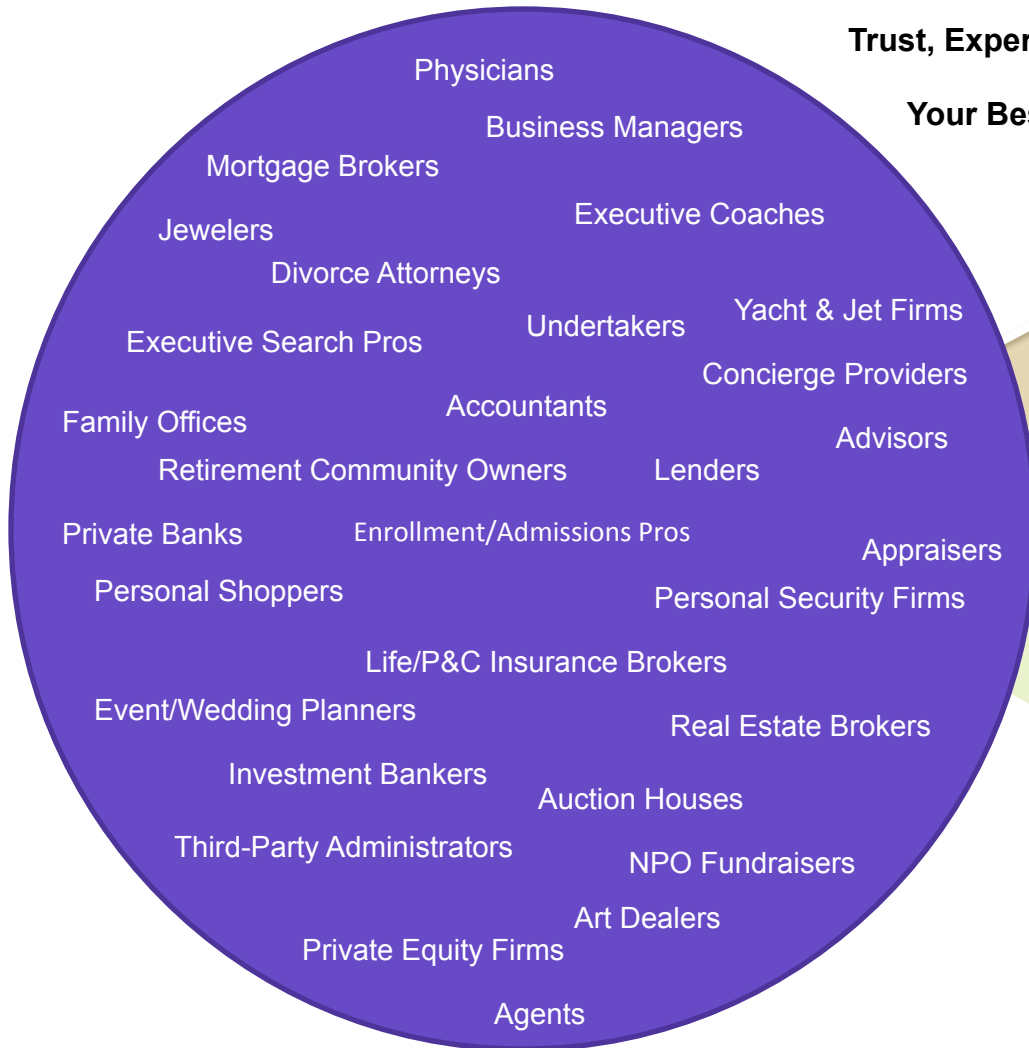 Trust, Exper
Physicians
Your Bes
Business Managers
Mortgage Brokers
Executive Coaches
Jewelers
Divorce Attorneys
Yacht & Jet Firms
Undertakers
Executive Search Pros
Concierge Providers
Accountants
Family Offices
Advisors
Retirement Community Owners
Lenders
Private Banks
Enrollment/Admissions Pros
Appraisers
Personal Shoppers
Personal Security Firms
Life/P&C Insurance Brokers
Event/Wedding Planners
Real Estate Brokers
Investment Bankers
Auction Houses
Third-Party Administrators
NPO Fundraisers
Art Dealers
Private Equity Firms
Agents